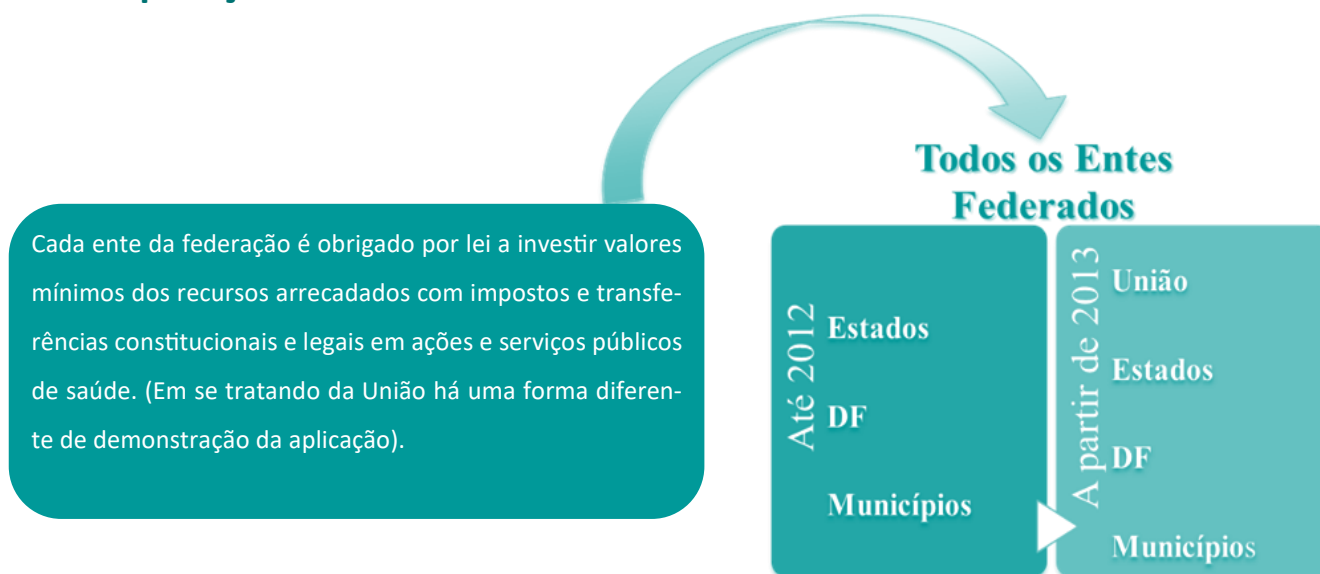 Cada ente da federação é obrigado por lei a investir valores
mínimos dos recursos arrecadados com impostos e transfe-
rências constitucionais e legais em ações e serviços públicos
de saúde. (Em se tratando da União há uma forma diferen-
te de demonstração da aplicação).
Todos os Entes
Federados
Até 2012
Estados
DF
Municípios
A partir de 2013
União
Estados
DF
Municípios